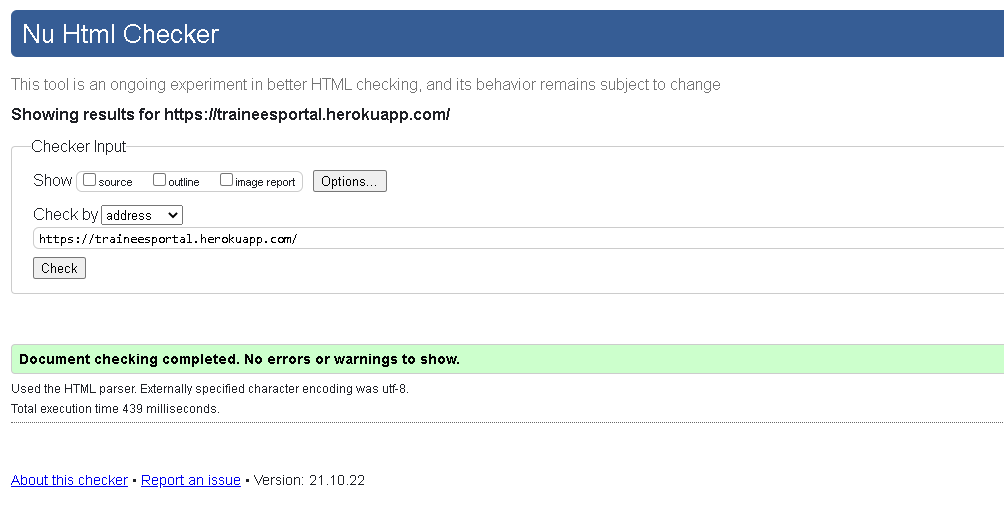 Nu Html Checker
This tool is an ongoing experiment in better HTML checking, and its behavior remains subject to change
Showing results for https://traineesportal.herokuapp.com/
Checker Input
Show source outline image report Options...
Check by address
https://traineesportal.herokuapp.com/
Check
Document checking completed. No errors or warnings to show.
Used the HTML parser. Externally specified character encoding was utf-8.
Total execution time 439 milliseconds.
About this checker • Report an issue • Version: 21.10.22